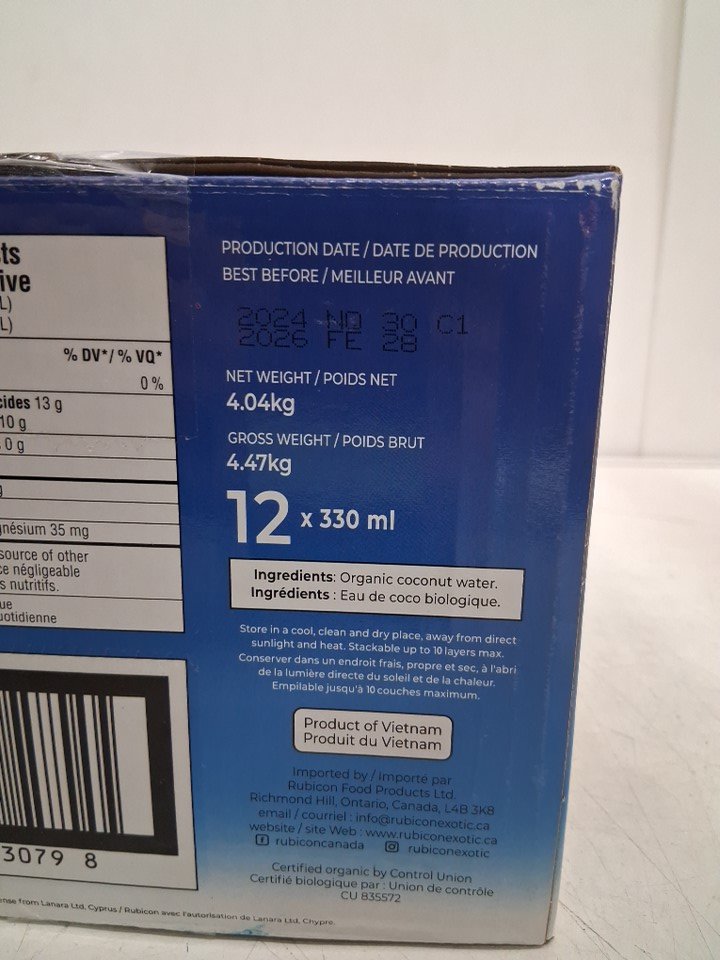 ts
ive
L)
L)
% DV* / % VQ*
0 %
cides 13 g
10 g
0 g
g
nésium 35 mg
source of other
ce négligeable
s nutritifs.
ue
uotidienne
3079 8
PRODUCTION DATE / DATE DE PRODUCTION
BEST BEFORE / MEILLEUR AVANT
2024 NO 30 C1
2026 FE 28
NET WEIGHT / POIDS NET
4.04kg
GROSS WEIGHT / POIDS BRUT
4.47kg
12 x 330 ml
Ingredients: Organic coconut water.
Ingrédients : Eau de coco biologique.
Store in a cool, clean and dry place, away from direct
sunlight and heat. Stackable up to 10 layers max.
Conserver dans un endroit frais, propre et sec, à l'abri
de la lumière directe du soleil et de la chaleur.
Empilable jusqu'à 10 couches maximum.
Product of Vietnam
Produit du Vietnam
Imported by / Importé par
Rubicon Food Products Ltd.
Richmond Hill, Ontario, Canada, L4B 3K8
email / courriel : info@rubiconexotic.ca
website / site Web : www.rubiconexotic.ca
rubiconcanada rubiconexotic
Certified organic by Control Union
Certifié biologique par : Union de contrôle
CU 835572
ense from Lanara Ltd, Cyprus / Rubicon avec l'autorisation de Lanara Ltd, Chypre.